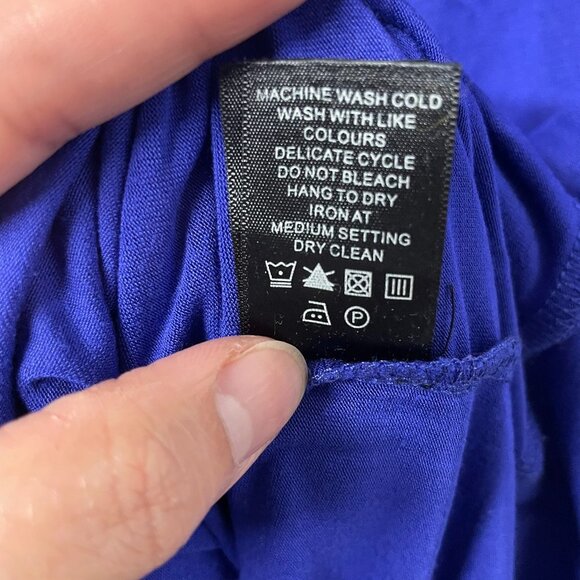 MACHINE WASH COLD
WASH WITH LIKE
COLOURS
DELICATE CYCLE
DO NOT BLEACH
HANG TO DRY
IRON AT
MEDIUM SETTING
DRY CLEAN
P